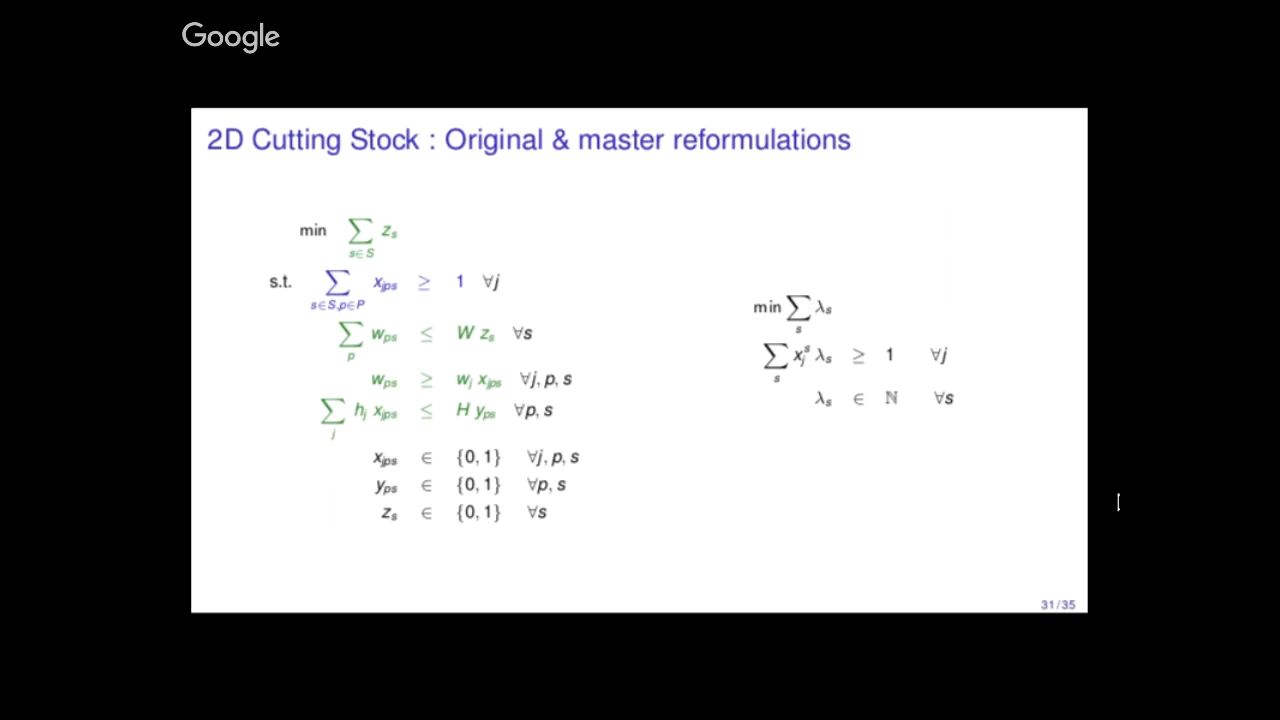 Google
2D Cutting Stock : Original & master reformulations
min ∑_{s∈S} z_s
s.t. ∑_{s∈S,p∈P} x_{jps} ≥ 1 ∀j
∑_p w_{ps} ≤ W z_s ∀s
w_{ps} ≥ w_j x_{jps} ∀j, p, s
∑_j h_j x_{jps} ≤ H y_{ps} ∀p, s
x_{jps} ∈ {0, 1} ∀j, p, s
y_{ps} ∈ {0, 1} ∀p, s
z_s ∈ {0, 1} ∀s
min ∑_s λ_s
∑_s x_j^s λ_s ≥ 1 ∀j
λ_s ∈ ℕ ∀s
31/35